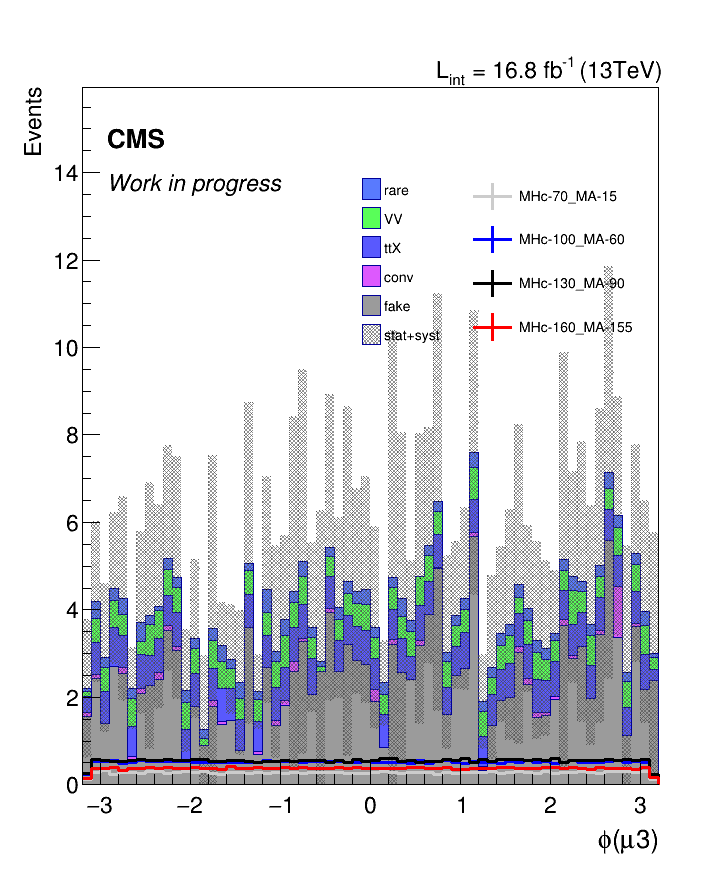 L_int = 16.8 fb^-1 (13TeV)
Events
CMS
Work in progress
rare
VV
ttX
conv
fake
stat+syst
MHc-70_MA-15
MHc-100_MA-60
MHc-130_MA-90
MHc-160_MA-155
14
12
10
8
6
4
2
0
−3 −2 −1 0 1 2 3
ϕ(μ3)